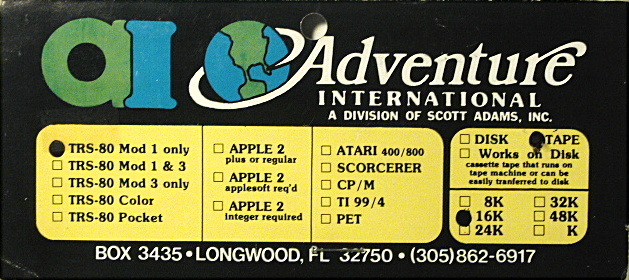 ai Adventure
INTERNATIONAL
A DIVISION OF SCOTT ADAMS, INC.
TRS-80 Mod 1 only
TRS-80 Mod 1 & 3
TRS-80 Mod 3 only
TRS-80 Color
TRS-80 Pocket
APPLE 2
plus or regular
APPLE 2
applesoft req'd
APPLE 2
integer required
ATARI 400/800
SCORCERER
CP/M
TI 99/4
PET
DISK TAPE
Works on Disk
cassette tape that runs on
tape machine or can be
easily tranferred to disk
8K 32K
16K 48K
24K K
BOX 3435 • LONGWOOD, FL 32750 • (305) 862-6917